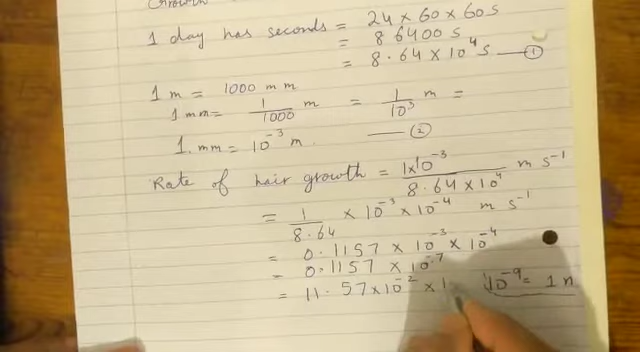 Growth
1 day has seconds = 24 × 60 × 60 s
= 86400 s
= 8.64 × 10⁴ s —①
1 m = 1000 mm
1 mm = 1/1000 m = 1/10³ m =
1. mm = 10⁻³ m. —②
Rate of hair growth = 1×10⁻³/8.64×10⁴ m s⁻¹
= 1/8.64 × 10⁻³ × 10⁻⁴ m s⁻¹
= 0.1157 × 10⁻³ × 10⁻⁴
= 0.1157 × 10⁻⁷
= 11.57 × 10⁻² × 1 10⁻⁹ = 1 n